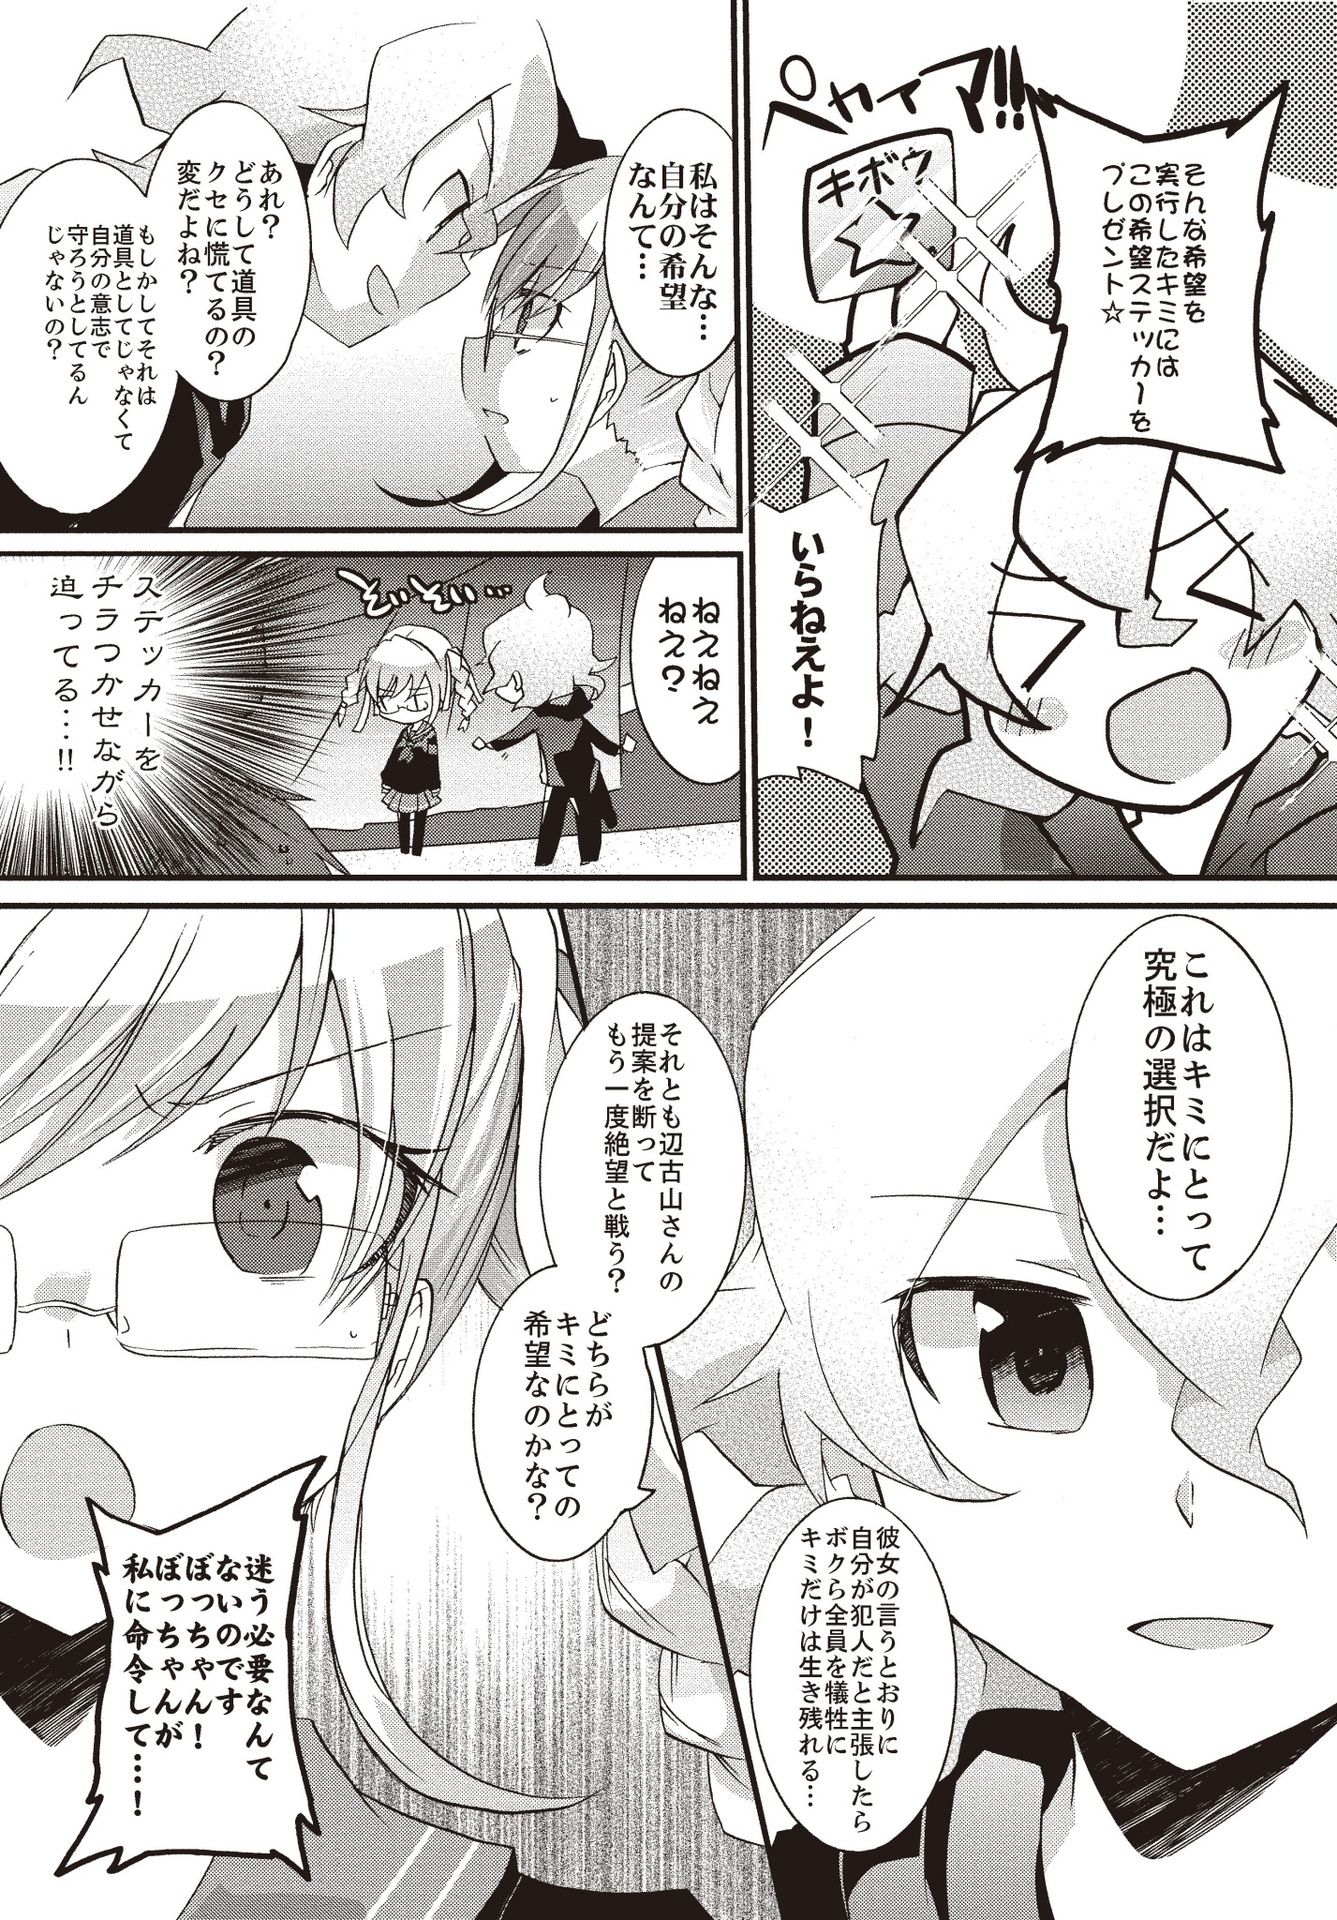 ペカイマ!!
そんな希望を
実行したキミには
この希望ステッカーを
プレゼント☆
キボウ
いらねえよ!
私はそんな…
自分の希望
なんて…
あれ?
どうして道具の
クセに慌てるの?
変だよね?
もしかしてそれは
道具としてじゃなくて
自分の意志で
守ろうとしてるん
じゃないの?
ねえねえ
ねえ?
ぞいぞい…
ステッカーを
チラつかせながら
迫ってる…!!
これはキミにとって
究極の選択だよ…
彼女の言うとおりに
自分が犯人だと主張したら
ボクら全員を犠牲に
キミだけは生き残れる…
それとも辺古山さんの
提案を断って
もう一度絶望と戦う?
どちらが
キミにとっての
希望なのかな?
迷う必要なんて
ないのです
ぼっちゃん!
ぼっちゃんが
私に命令して…!